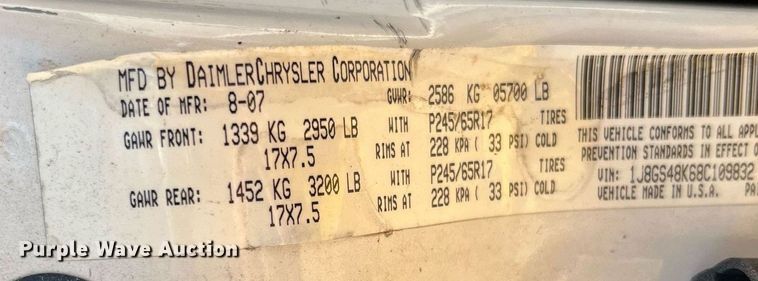 MFD BY DAIMLERCHRYSLER CORPORATION
DATE OF MFR: 8-07 GVWR: 2586 KG 05700 LB
GAWR FRONT: 1339 KG 2950 LB WITH P245/65R17 TIRES
17X7.5 RIMS AT 228 KPA ( 33 PSI) COLD
GAWR REAR: 1452 KG 3200 LB WITH P245/65R17 TIRES
17X7.5 RIMS AT 228 KPA ( 33 PSI) COLD
THIS VEHICLE CONFORMS TO ALL APPL
PREVENTION STANDARDS IN EFFECT O
VIN: 1J8GS48K68C109832
VEHICLE MADE IN U.S.A. PA
Purple Wave Auction